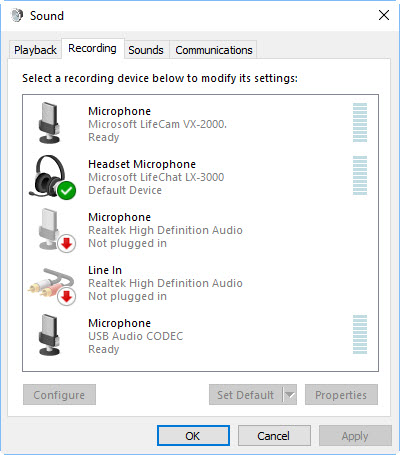 Sound
Playback Recording Sounds Communications
Select a recording device below to modify its settings:
Microphone
Microsoft LifeCam VX-2000.
Ready
Headset Microphone
Microsoft LifeChat LX-3000
Default Device
Microphone
Realtek High Definition Audio
Not plugged in
Line In
Realtek High Definition Audio
Not plugged in
Microphone
USB Audio CODEC
Ready
Configure Set Default Properties
OK Cancel Apply